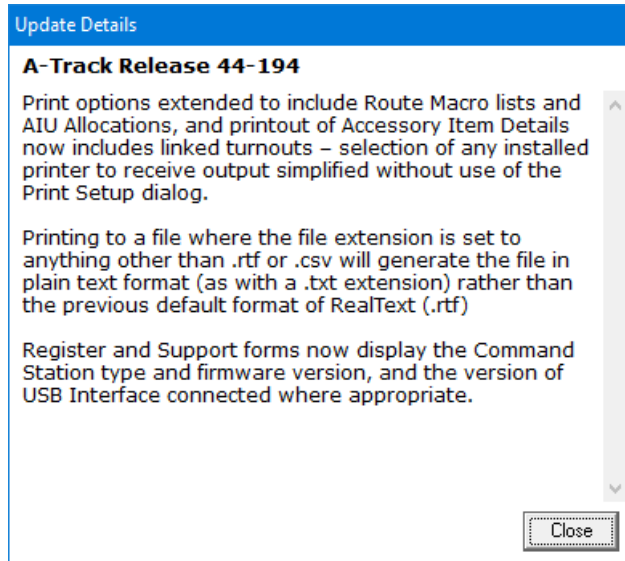 Update Details
A-Track Release 44-194
Print options extended to include Route Macro lists and
AIU Allocations, and printout of Accessory Item Details
now includes linked turnouts – selection of any installed
printer to receive output simplified without use of the
Print Setup dialog.
Printing to a file where the file extension is set to
anything other than .rtf or .csv will generate the file in
plain text format (as with a .txt extension) rather than
the previous default format of RealText (.rtf)
Register and Support forms now display the Command
Station type and firmware version, and the version of
USB Interface connected where appropriate.
Close